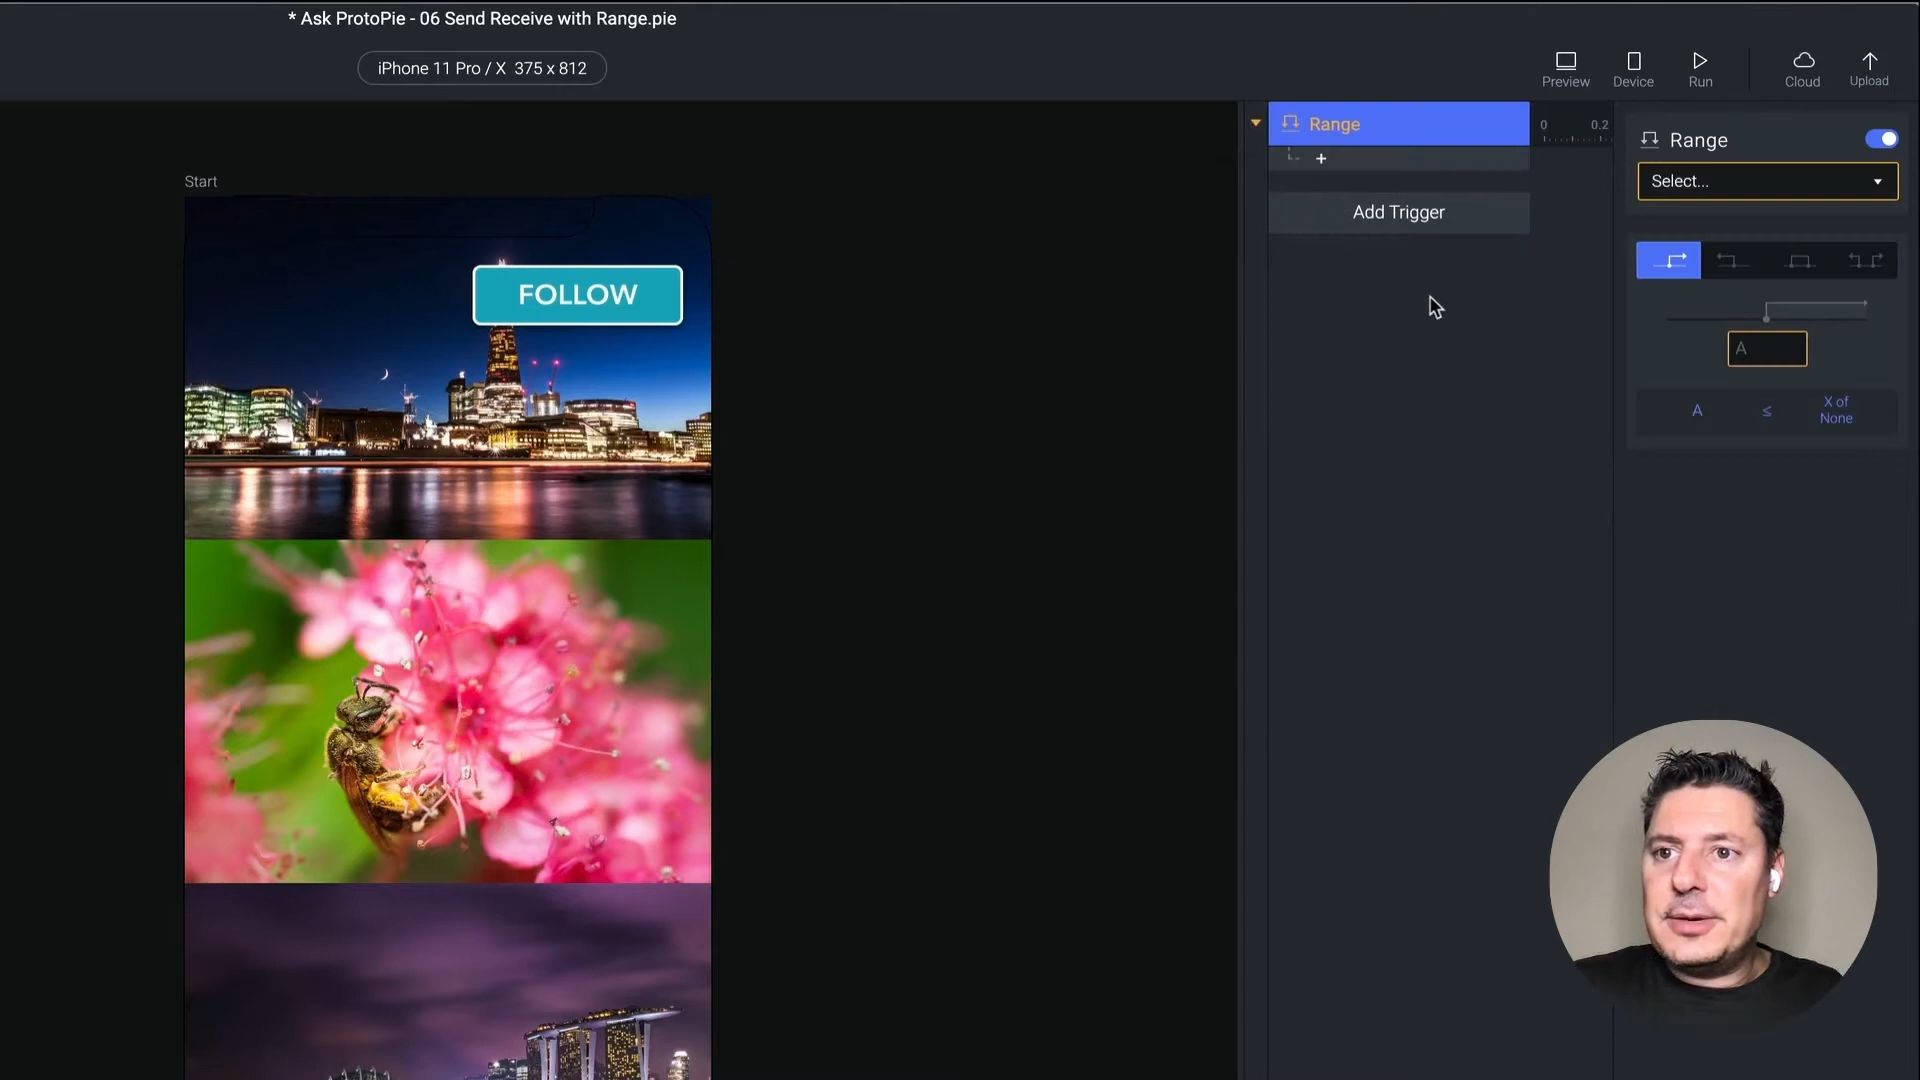 * Ask ProtoPie - 06 Send Receive with Range.pie
iPhone 11 Pro / X 375 x 812
Preview
Device
Run
Cloud
Upload
Range
0 0.2
+
Add Trigger
Range
Select...
A
A ≤ X of
None
Start
FOLLOW